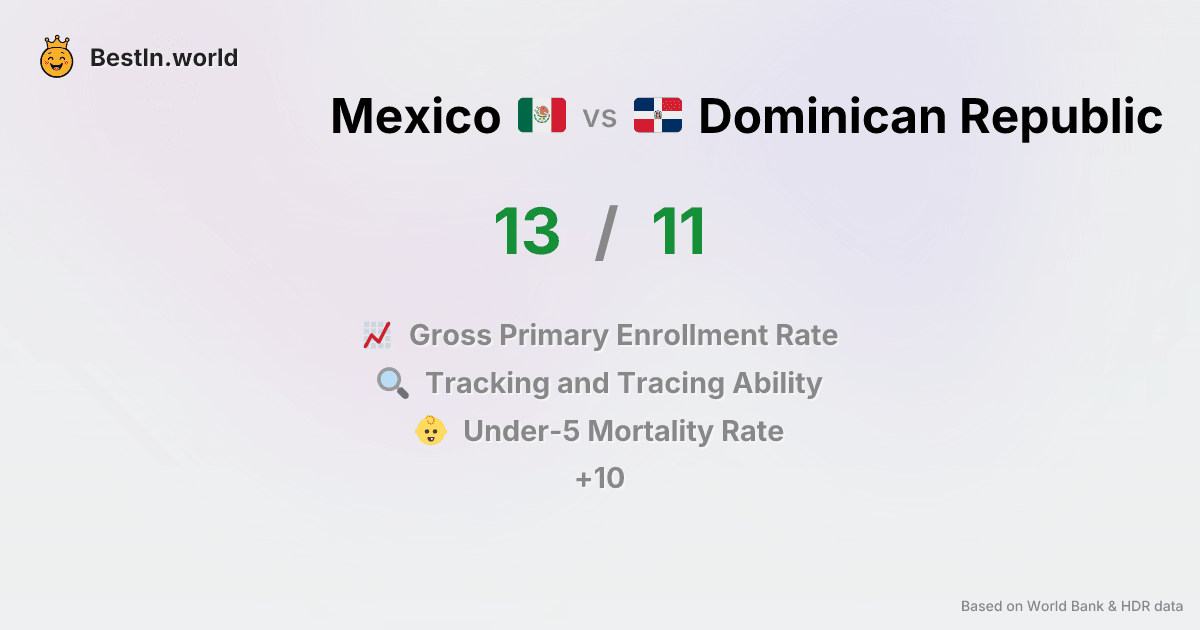 BestIn.world
Mexico vs Dominican Republic
13 / 11
Gross Primary Enrollment Rate
Tracking and Tracing Ability
Under-5 Mortality Rate
+10
Based on World Bank & HDR data